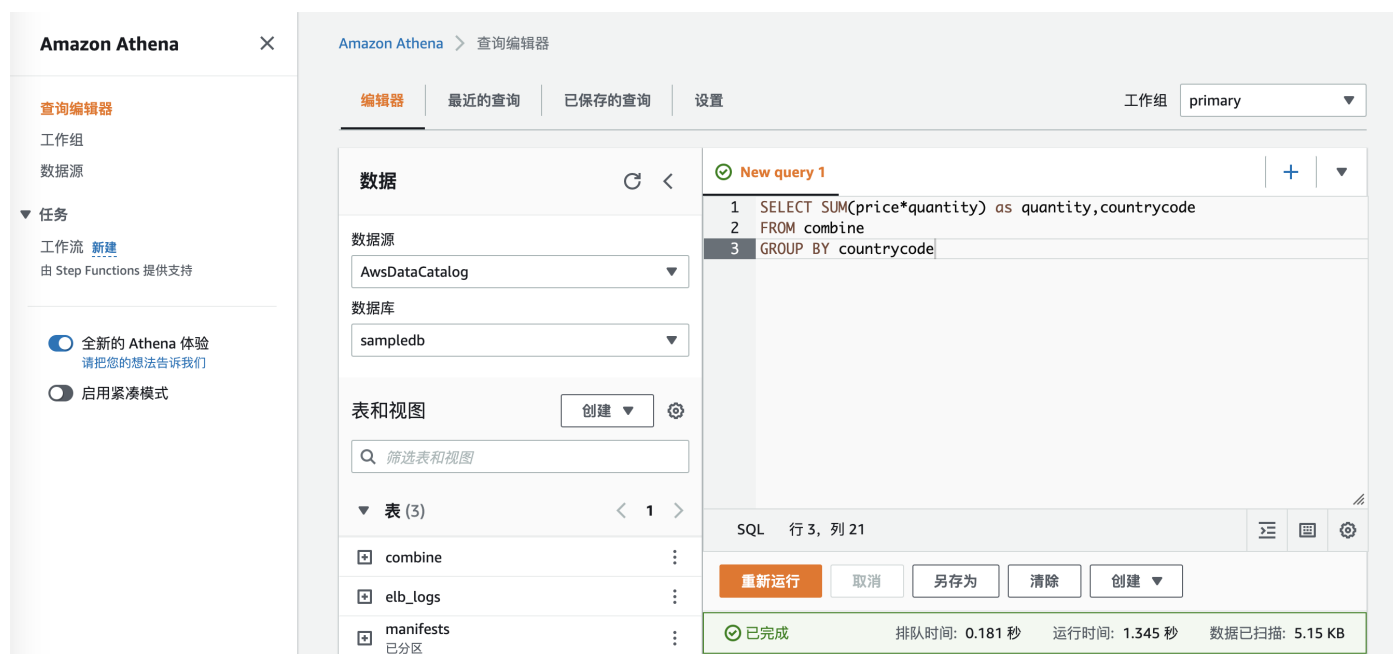 Amazon Athena
查询编辑器
工作组
数据源
任务
工作流 新建
由 Step Functions 提供支持
全新的 Athena 体验
请把您的想法告诉我们
启用紧凑模式
Amazon Athena 查询编辑器
编辑器 最近的查询 已保存的查询 设置
工作组 primary
数据
数据源
AwsDataCatalog
数据库
sampledb
表和视图 创建
筛选表和视图
表 (3) 1
combine
elb_logs
manifests
已分区
New query 1
1 SELECT SUM(price*quantity) as quantity,countrycode
2 FROM combine
3 GROUP BY countrycode
SQL 行 3，列 21
重新运行 取消 另存为 清除 创建
已完成 排队时间: 0.181 秒 运行时间: 1.345 秒 数据已扫描: 5.15 KB